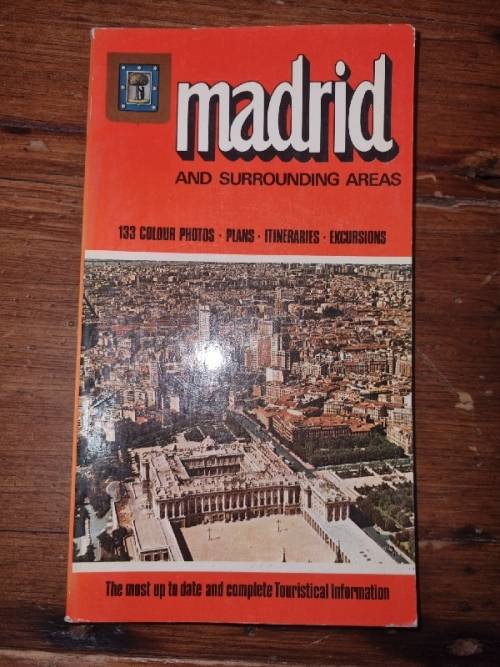 madrid
AND SURROUNDING AREAS
133 COLOUR PHOTOS · PLANS · ITINERARIES · EXCURSIONS
The most up to date and complete Touristical Information